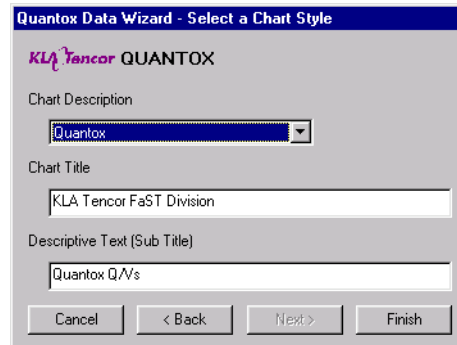 Quantox Data Wizard - Select a Chart Style
KLA Tencor QUANTOX
Chart Description
Quantox
Chart Title
KLA Tencor FaST Division
Descriptive Text (Sub Title)
Quantox Q/Vs
Cancel < Back Next > Finish